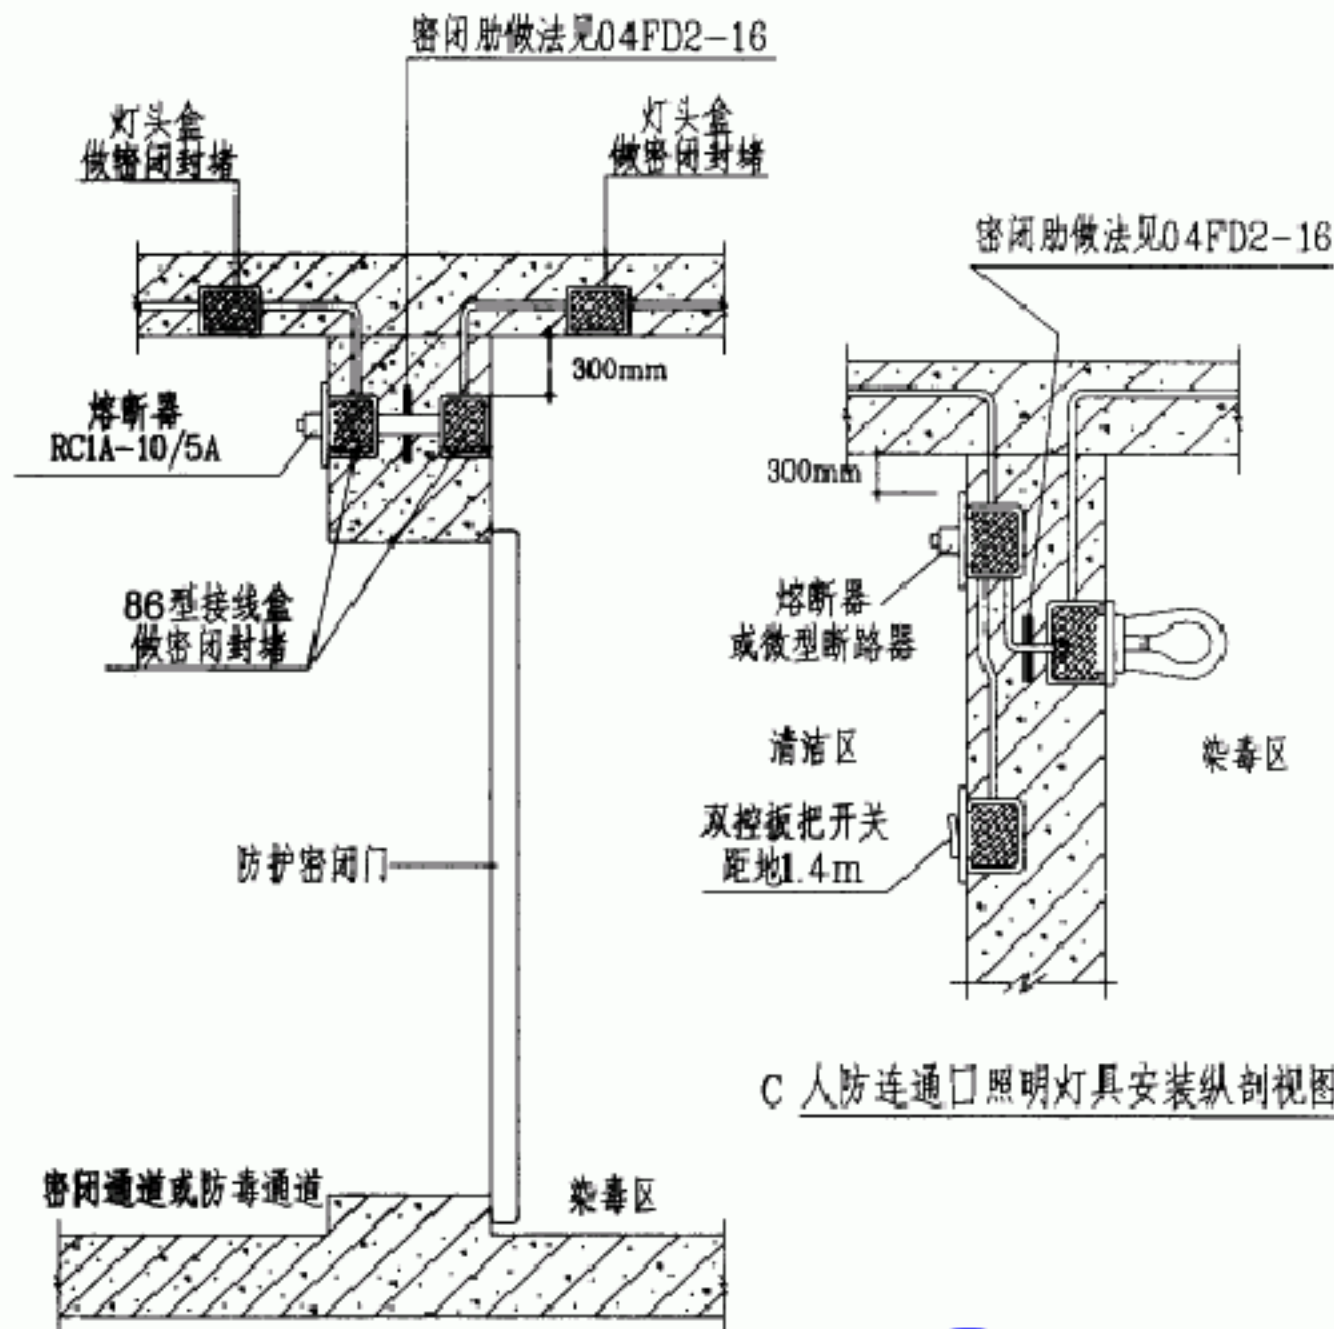 密闭肋做法见04FD2-16
灯头盒
做密闭封堵
灯头盒
做密闭封堵
密闭肋做法见04FD2-16
300mm
熔断器
RC1A-10/5A
300mm
86型接线盒
做密闭封堵
熔断器
或微型断路器
清洁区
染毒区
双控板把开关
距地1.4m
防护密闭门
C 人防连通口照明灯具安装纵剖视图
密闭通道或防毒通道
染毒区